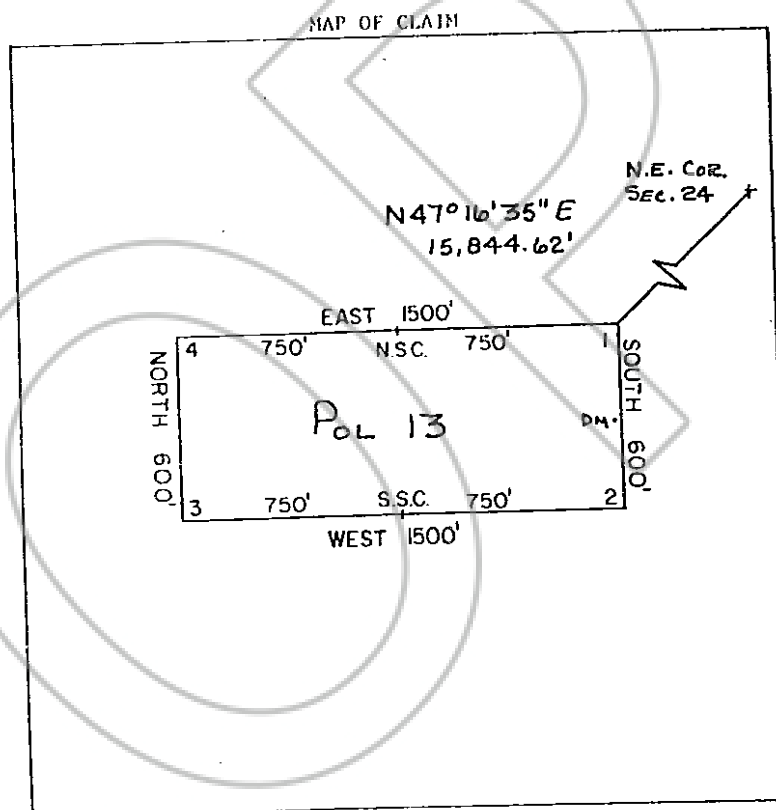 MAP OF CLAIM
N.E. COR.
SEC. 24
N47°16'35"E
15,844.62'
EAST 1500'
4 750' N.S.C. 750' 1
NORTH 600'
SOUTH 600'
POL 13
DM.
3 750' S.S.C. 750' 2
WEST 1500'